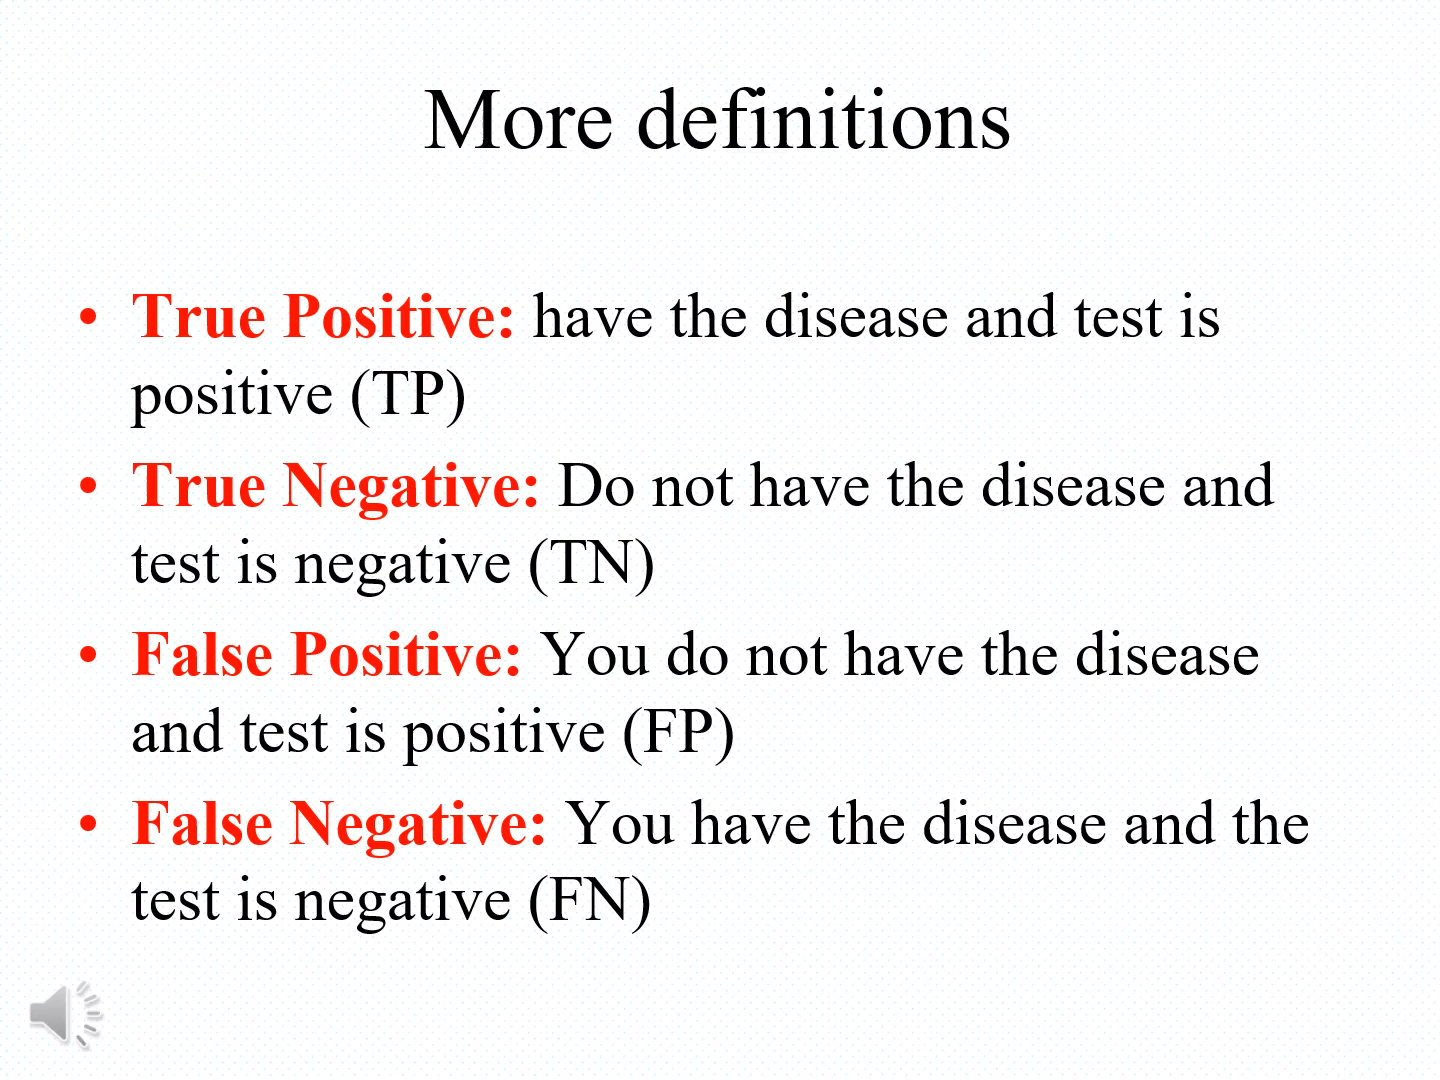 More definitions
• True Positive: have the disease and test is
positive (TP)
• True Negative: Do not have the disease and
test is negative (TN)
• False Positive: You do not have the disease
and test is positive (FP)
• False Negative: You have the disease and the
test is negative (FN)